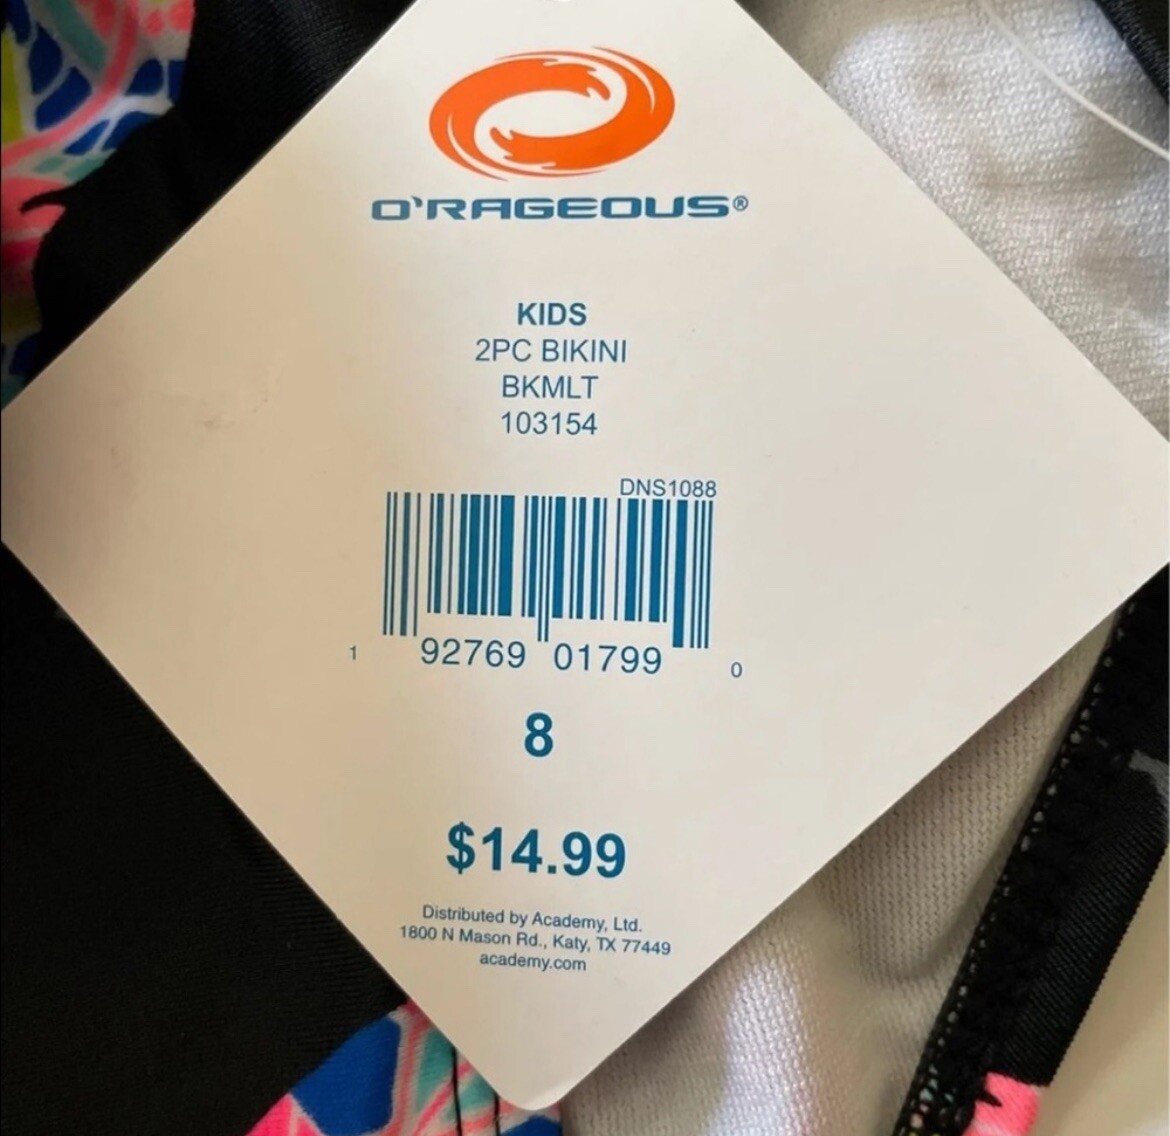 O'RAGEOUS®
KIDS
2PC BIKINI
BKMLT
103154
DNS1088
1 92769 01799 0
8
$14.99
Distributed by Academy, Ltd.
1800 N Mason Rd., Katy, TX 77449
academy.com